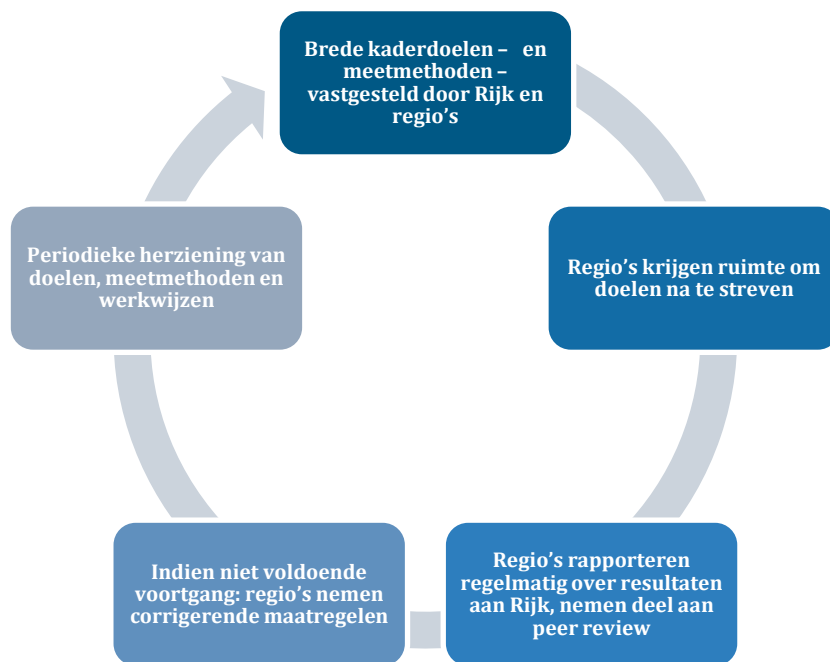 Brede kaderdoelen – en
meetmethoden –
vastgesteld door Rijk en
regio's
Regio's krijgen ruimte om
doelen na te streven
Regio's rapporteren
regelmatig over resultaten
aan Rijk, nemen deel aan
peer review
Indien niet voldoende
voortgang: regio's nemen
corrigerende maatregelen
Periodieke herziening van
doelen, meetmethoden en
werkwijzen